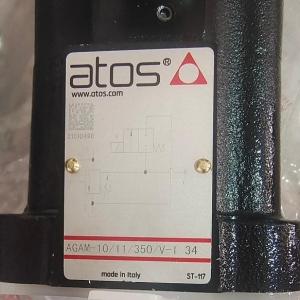 atos®
www.atos.com
AGAM-10/11/350/V-I 34
made in Italy
ST-117